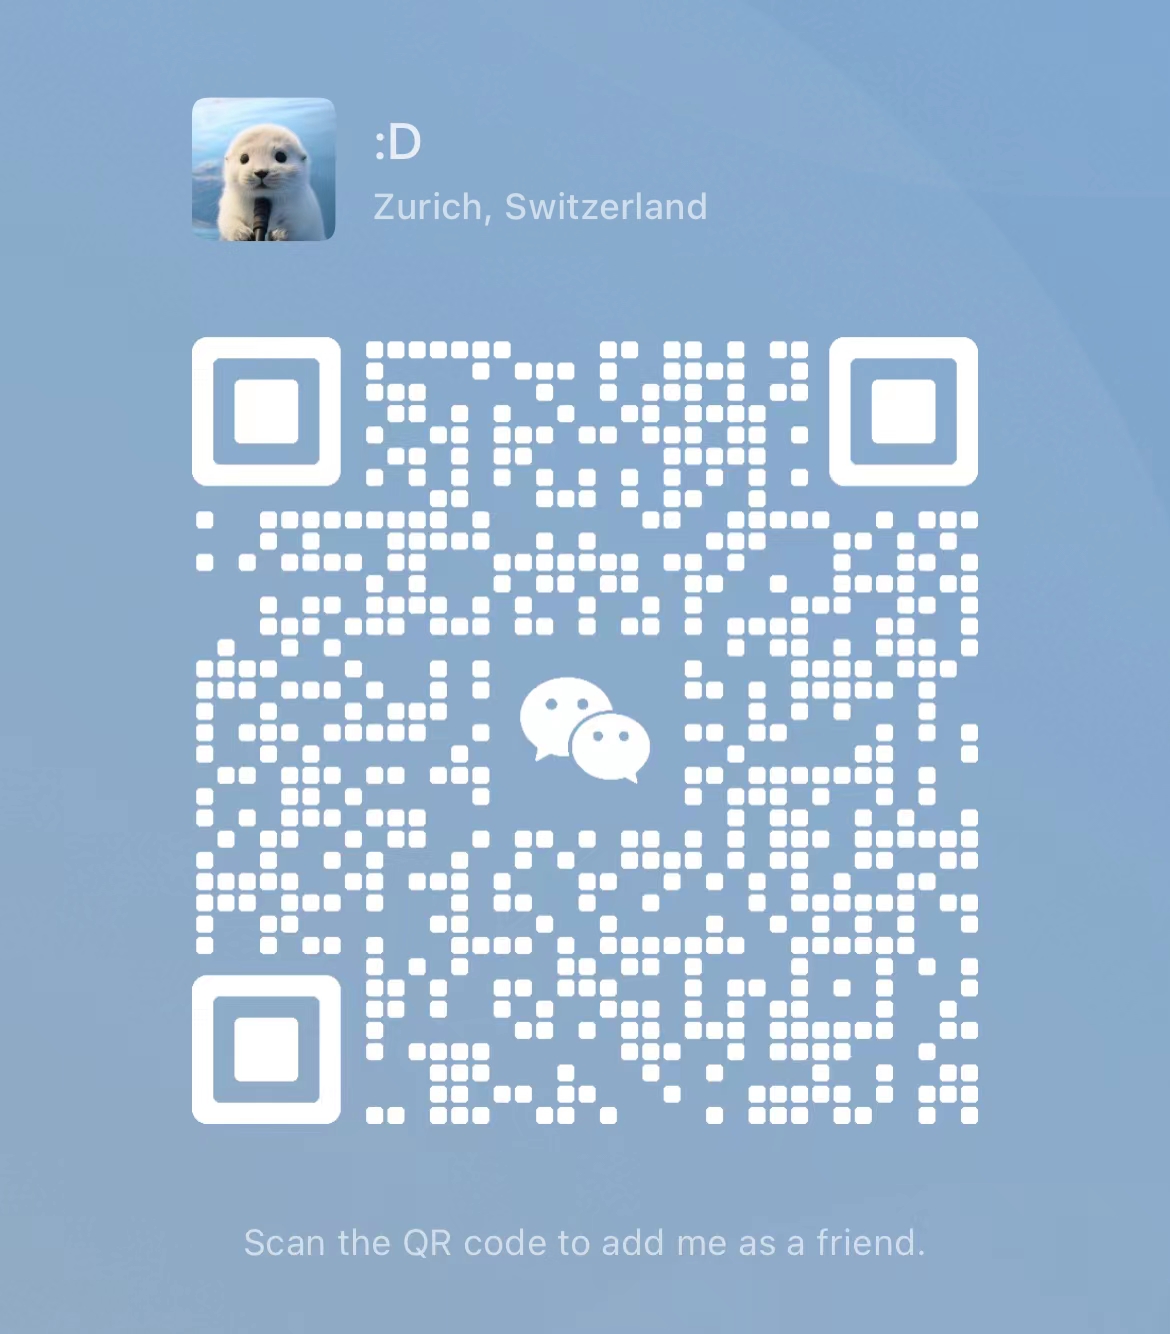 :D
Zurich, Switzerland
Scan the QR code to add me as a friend.